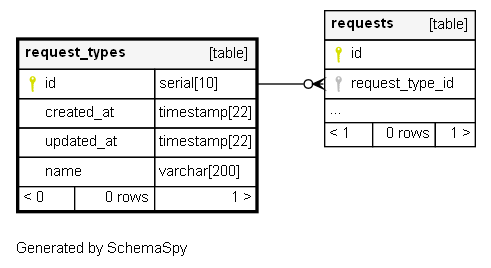 request_types [table]
id serial[10]
created_at timestamp[22]
updated_at timestamp[22]
name varchar[200]
< 0 0 rows 1 >
requests [table]
id
request_type_id
...
< 1 0 rows 1 >
Generated by SchemaSpy